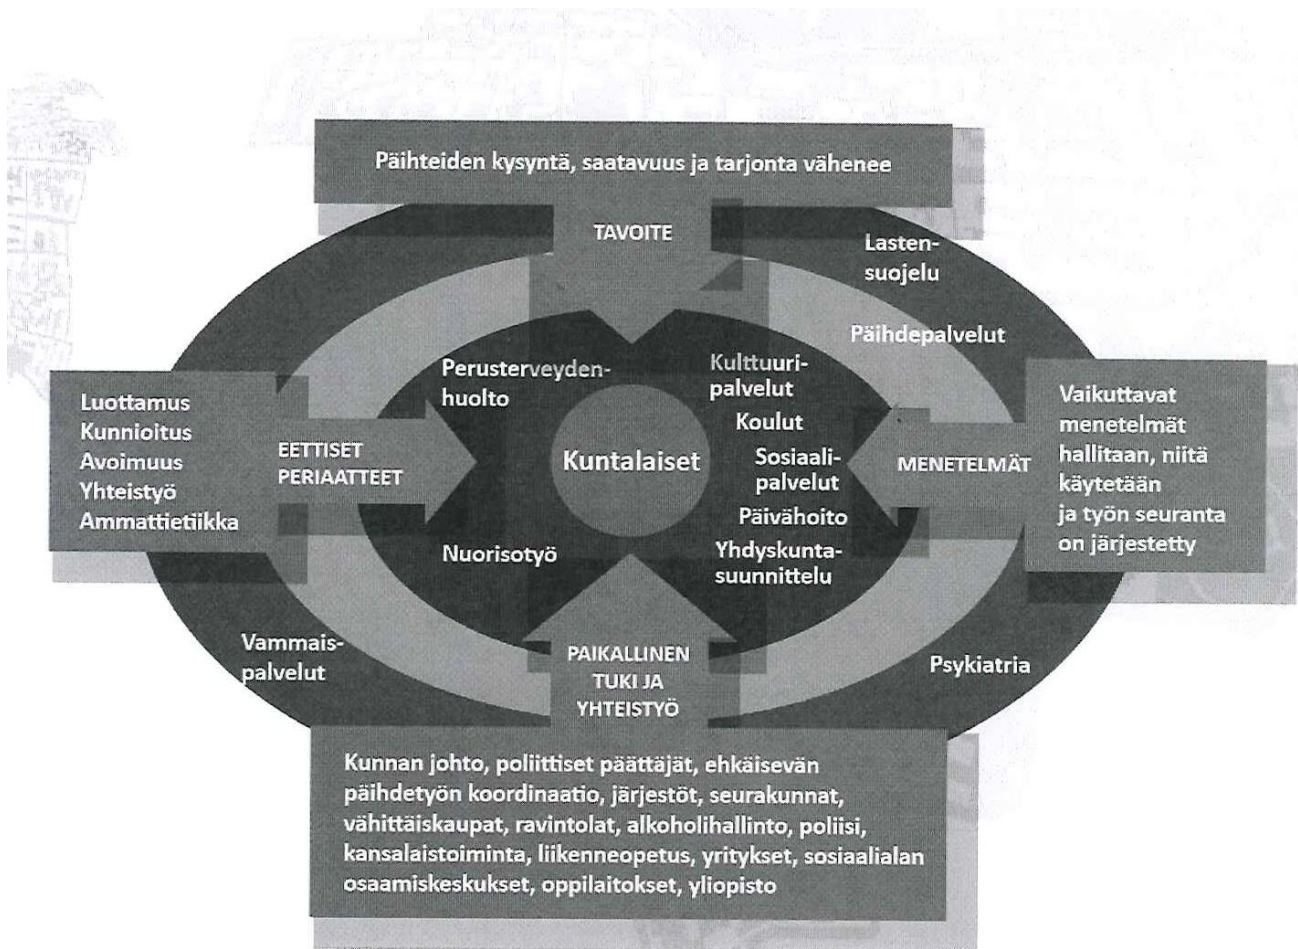 Päihteiden kysyntä, saatavuus ja tarjonta vähenee
TAVOITE
Lasten-
suojelu
Päihdepalvelut
Perusterveyden-
huolto
Kulttuuri-
palvelut
Koulut
Sosiaali-
palvelut
Päivähoito
Yhdyskunta-
suunnittelu
Kuntalaiset
Nuorisotyö
Luottamus
Kunnioitus
Avoimuus
Yhteistyö
Ammattietiikka
EETTISET
PERIAATTEET
MENETELMÄT
Vaikuttavat
menetelmät
hallitaan, niitä
käytetään
ja työn seuranta
on järjestetty
Vammais-
palvelut
Psykiatria
PAIKALLINEN
TUKI JA
YHTEISTYÖ
Kunnan johto, poliittiset päättäjät, ehkäisevän
päihdetyön koordinaatio, järjestöt, seurakunnat,
vähittäiskaupat, ravintolat, alkoholihallinto, poliisi,
kansalaistoiminta, liikenneopetus, yritykset, sosiaalialan
osaamiskeskukset, oppilaitokset, yliopisto